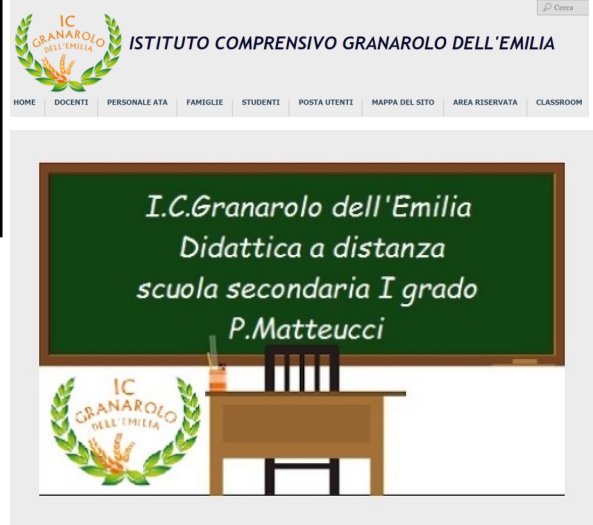 Cerca
IC
GRANAROLO
DELL'EMILIA
ISTITUTO COMPRENSIVO GRANAROLO DELL'EMILIA
HOME DOCENTI PERSONALE ATA FAMIGLIE STUDENTI POSTA UTENTI MAPPA DEL SITO AREA RISERVATA CLASSROOM
I.C.Granarolo dell'Emilia
Didattica a distanza
scuola secondaria I grado
P.Matteucci
IC
GRANAROLO
DELL'EMILIA